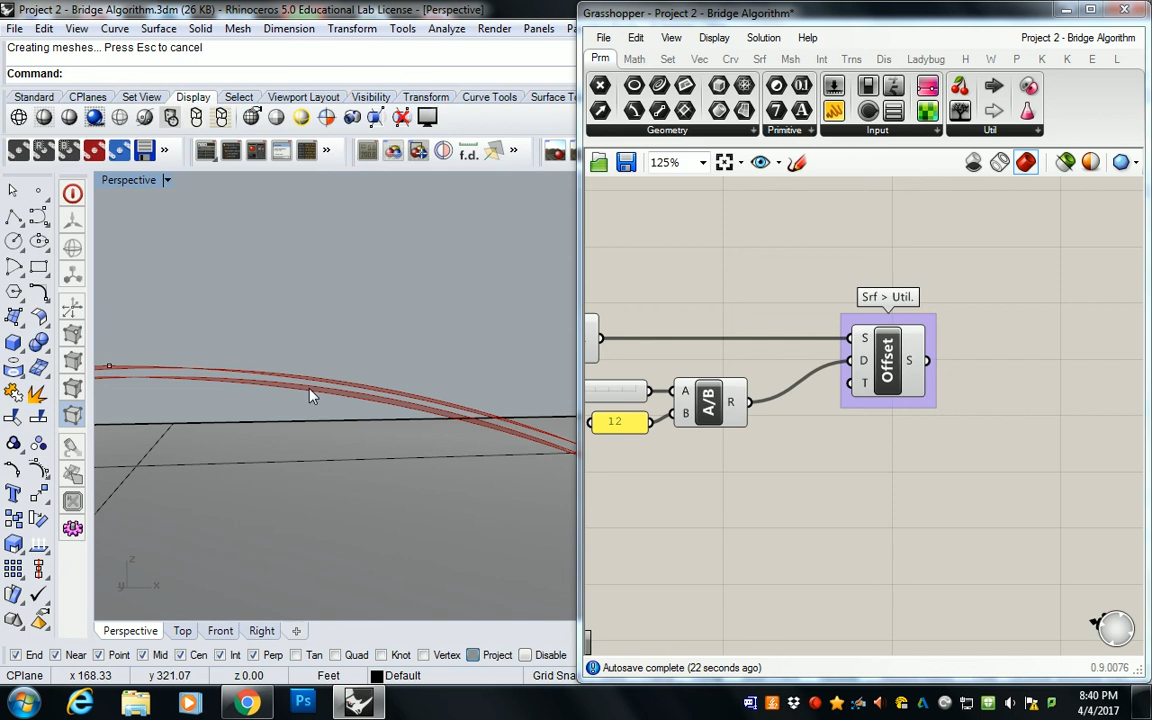 Project 2 - Bridge Algorithm.3dm (26 KB) - Rhinoceros 5.0 Educational Lab License - [Perspective]
File Edit View Curve Surface Solid Mesh Dimension Transform Tools Analyze Render Panels
Creating meshes... Press Esc to cancel
Command:
Standard CPlanes Set View Display Select Viewport Layout Visibility Transform Curve Tools Surface To
f.d.
Perspective
z
y x
Perspective Top Front Right
End Near Point Mid Cen Int Perp Tan Quad Knot Vertex Project Disable
CPlane x 168.33 y 321.07 z 0.00 Feet Default Grid Sna
Grasshopper - Project 2 - Bridge Algorithm*
File Edit View Display Solution Help Project 2 - Bridge Algorithm
Prm Math Set Vec Crv Srf Msh Int Trns Dis Ladybug H W P K K E L
Geometry Primitive Input Util
125%
Srf > Util.
S
D
T
Offset
S
A
B
A/B
R
12
Autosave complete (22 seconds ago) 0.9.0076
Ps
8:40 PM
4/4/2017